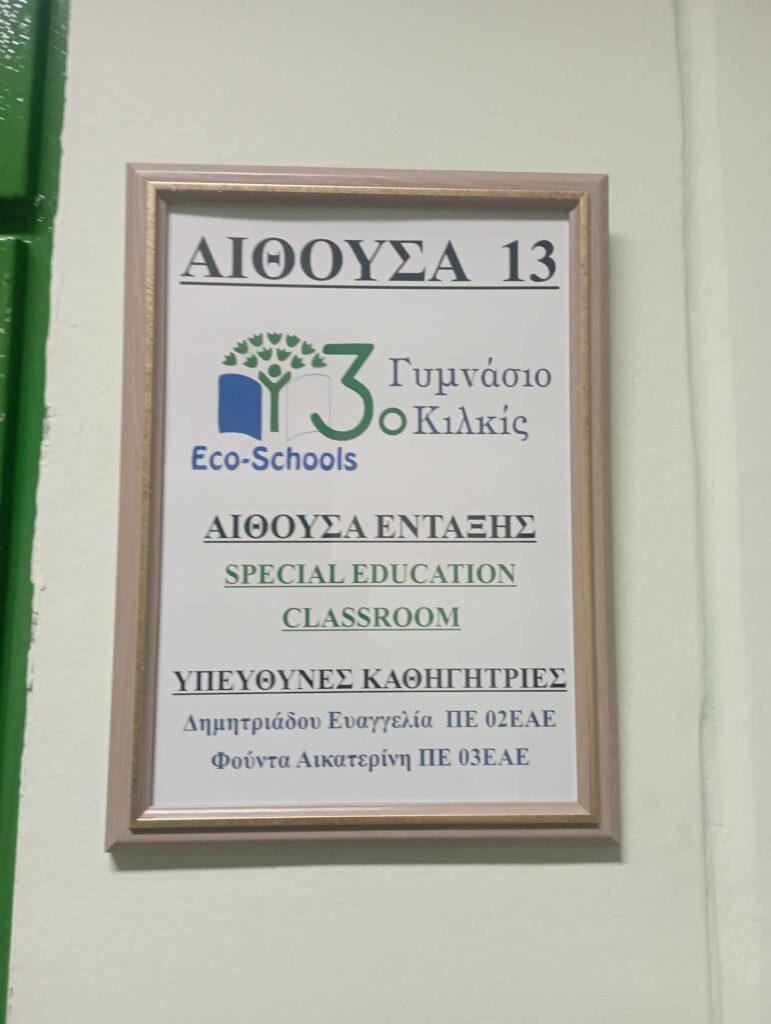 ΑΙΘΟΥΣΑ 13
3ο Γυμνάσιο
Κιλκίς
Eco-Schools
ΑΙΘΟΥΣΑ ΕΝΤΑΞΗΣ
SPECIAL EDUCATION
CLASSROOM
ΥΠΕΥΘΥΝΕΣ ΚΑΘΗΓΗΤΡΙΕΣ
Δημητριάδου Ευαγγελία ΠΕ 02ΕΑΕ
Φούντα Αικατερίνη ΠΕ 03ΕΑΕ